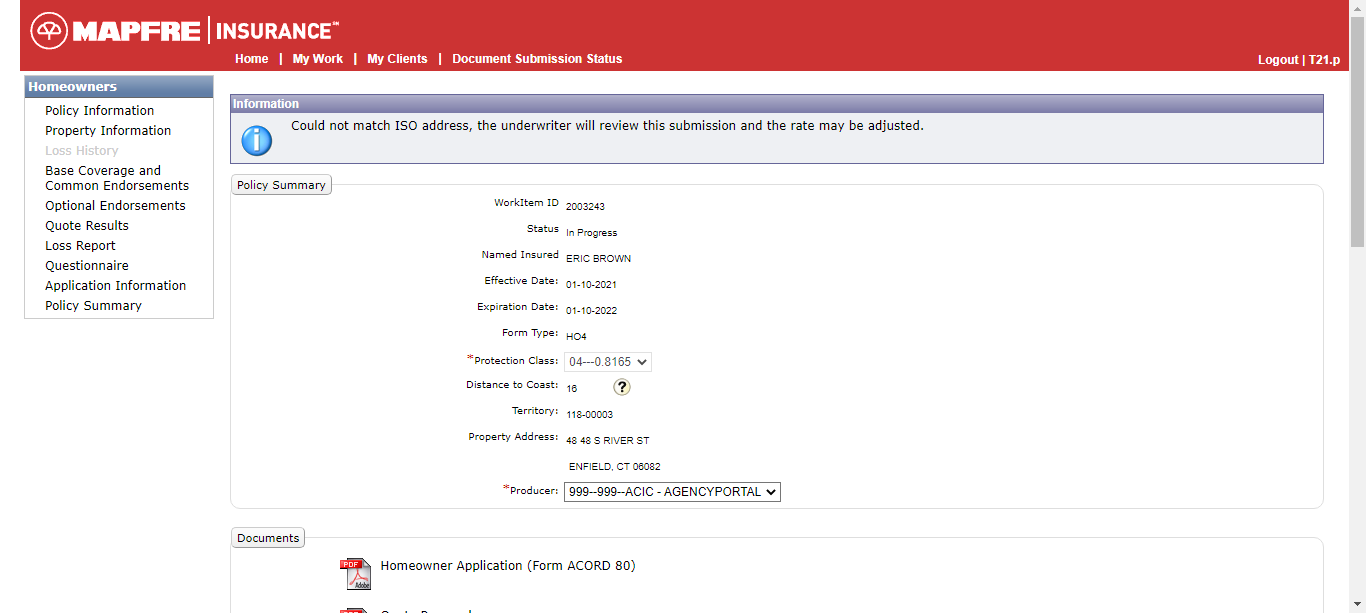 MAPFRE | INSURANCE℠
Home | My Work | My Clients | Document Submission Status
Logout | T21.p
Homeowners
Policy Information
Property Information
Loss History
Base Coverage and
Common Endorsements
Optional Endorsements
Quote Results
Loss Report
Questionnaire
Application Information
Policy Summary
Information
Could not match ISO address, the underwriter will review this submission and the rate may be adjusted.
Policy Summary
WorkItem ID 2003243
Status In Progress
Named Insured ERIC BROWN
Effective Date: 01-10-2021
Expiration Date: 01-10-2022
Form Type: HO4
*Protection Class: 04---0.8165
Distance to Coast: 16 ?
Territory: 118-00003
Property Address: 48 48 S RIVER ST
ENFIELD, CT 06082
*Producer: 999--999--ACIC - AGENCYPORTAL
Documents
PDF Adobe Homeowner Application (Form ACORD 80)